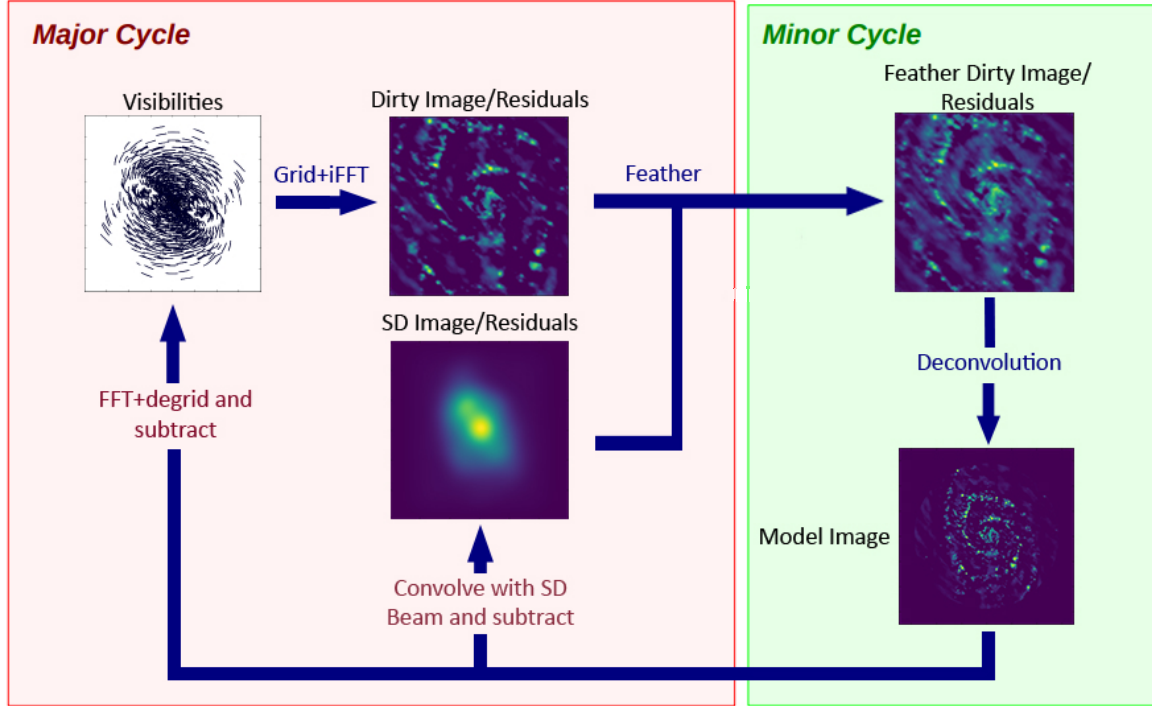 Major Cycle
Minor Cycle
Visibilities
Dirty Image/Residuals
Feather Dirty Image/
Residuals
Grid+iFFT
Feather
SD Image/Residuals
Deconvolution
FFT+degrid and
subtract
Model Image
Convolve with SD
Beam and subtract